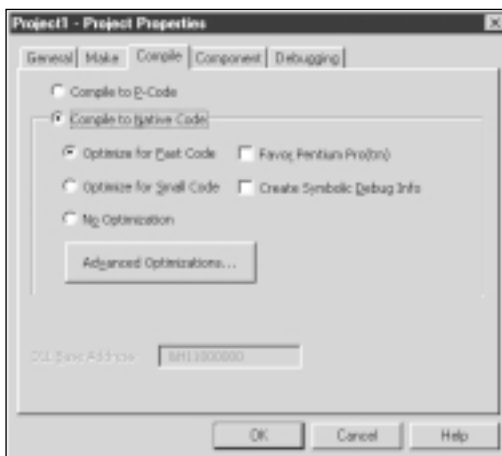 Project1 - Project Properties
General Make Compile Component Debugging
Compile to P-Code
Compile to Native Code
Optimize for Fast Code Favor Pentium Pro(tm)
Optimize for Small Code Create Symbolic Debug Info
No Optimization
Advanced Optimizations...
DLL Base Address: &H11000000
OK Cancel Help